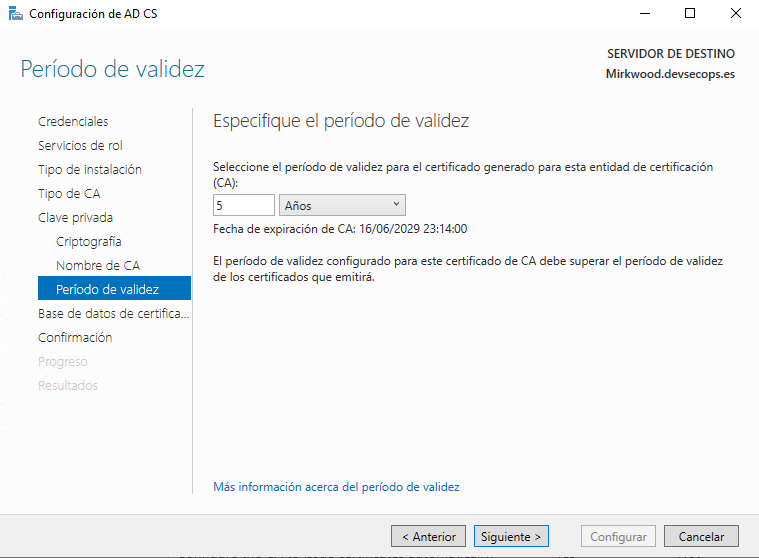 Configuración de AD CS
Período de validez
SERVIDOR DE DESTINO
Mirkwood.devsecops.es
Credenciales
Servicios de rol
Tipo de instalación
Tipo de CA
Clave privada
Criptografía
Nombre de CA
Período de validez
Base de datos de certifica...
Confirmación
Progreso
Resultados
Especifique el período de validez
Seleccione el período de validez para el certificado generado para esta entidad de certificación
(CA):
5 Años
Fecha de expiración de CA: 16/06/2029 23:14:00
El período de validez configurado para este certificado de CA debe superar el período de validez
de los certificados que emitirá.
Más información acerca del período de validez
< Anterior Siguiente > Configurar Cancelar